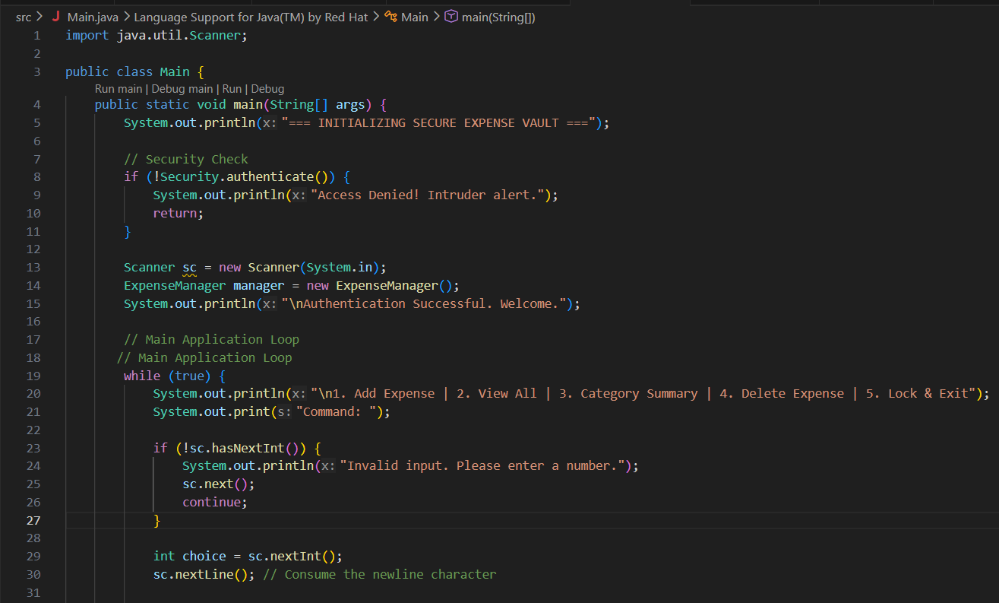 src > Main.java > Language Support for Java(TM) by Red Hat > Main > main(String[])
1 import java.util.Scanner;
2
3 public class Main {
Run main | Debug main | Run | Debug
4 public static void main(String[] args) {
5 System.out.println(x: "=== INITIALIZING SECURE EXPENSE VAULT ===");
6
7 // Security Check
8 if (!Security.authenticate()) {
9 System.out.println(x: "Access Denied! Intruder alert.");
10 return;
11 }
12
13 Scanner sc = new Scanner(System.in);
14 ExpenseManager manager = new ExpenseManager();
15 System.out.println(x: "\nAuthentication Successful. Welcome.");
16
17 // Main Application Loop
18 // Main Application Loop
19 while (true) {
20 System.out.println(x: "\n1. Add Expense | 2. View All | 3. Category Summary | 4. Delete Expense | 5. Lock & Exit");
21 System.out.print(s: "Command: ");
22
23 if (!sc.hasNextInt()) {
24 System.out.println(x: "Invalid input. Please enter a number.");
25 sc.next();
26 continue;
27 }
28
29 int choice = sc.nextInt();
30 sc.nextLine(); // Consume the newline character
31